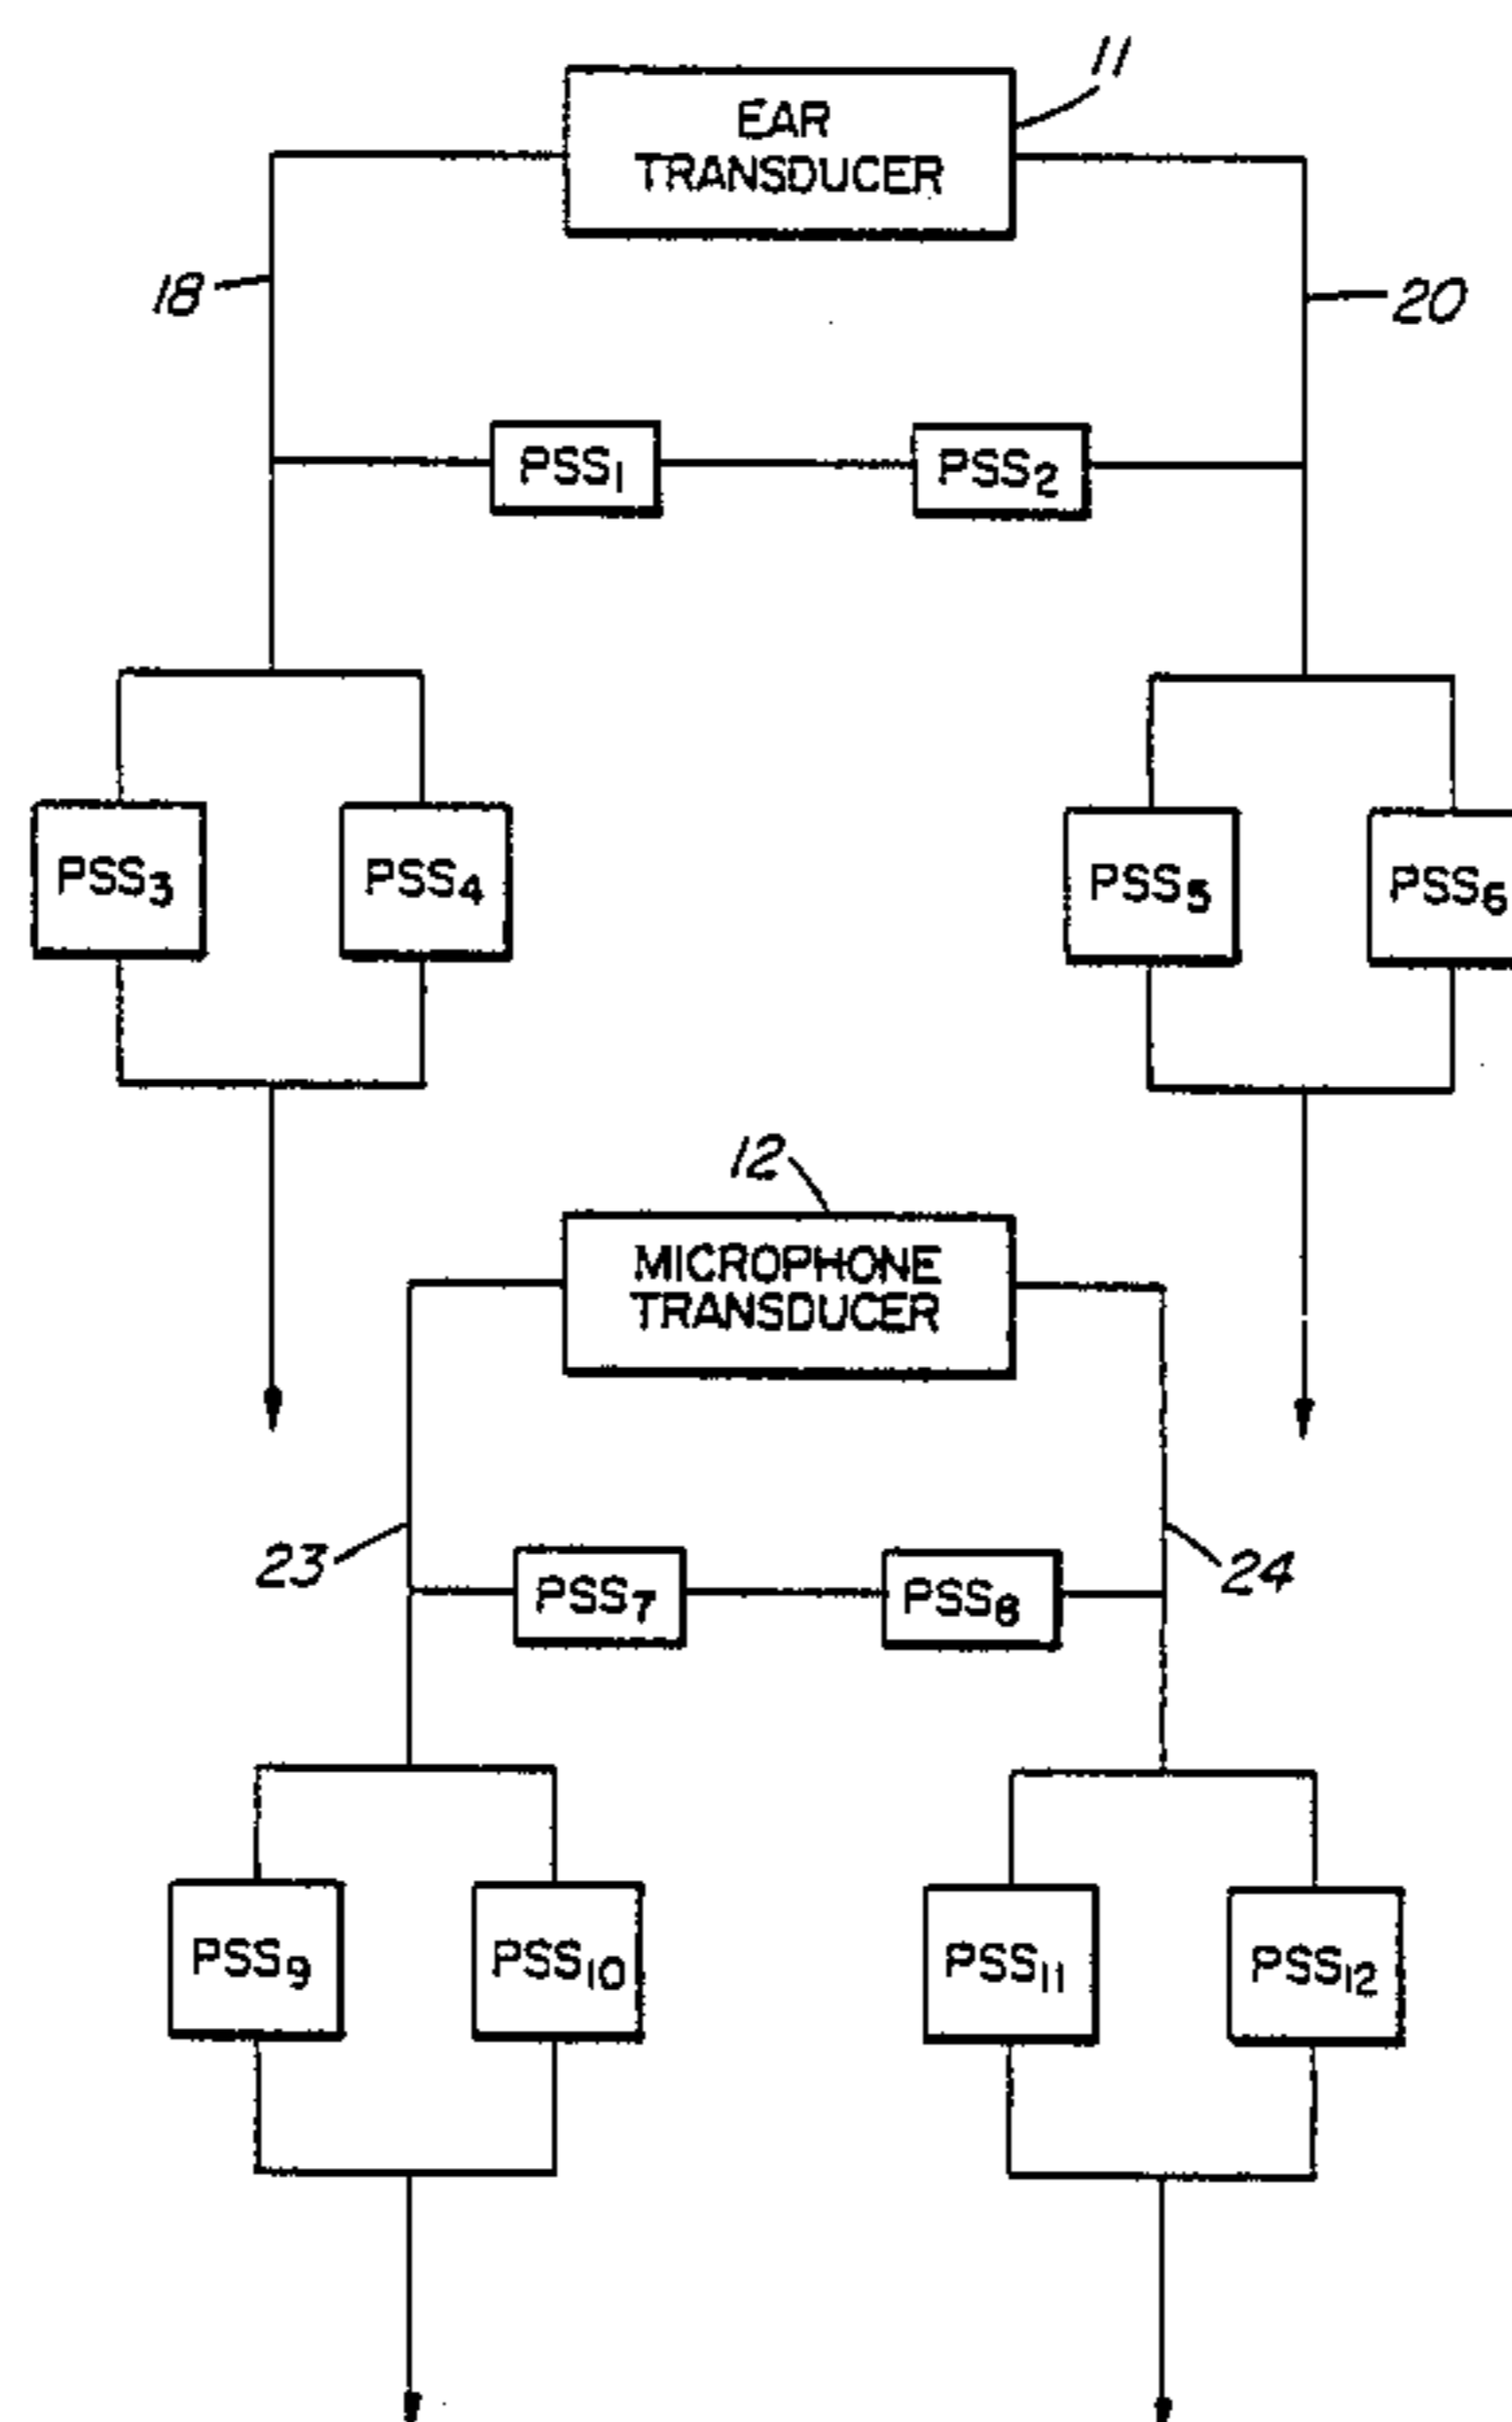 11
EAR
TRANSDUCER
18
20
PSS1
PSS2
PSS3
PSS4
PSS5
PSS6
12
MICROPHONE
TRANSDUCER
23
24
PSS7
PSS8
PSS9
PSS10
PSS11
PSS12